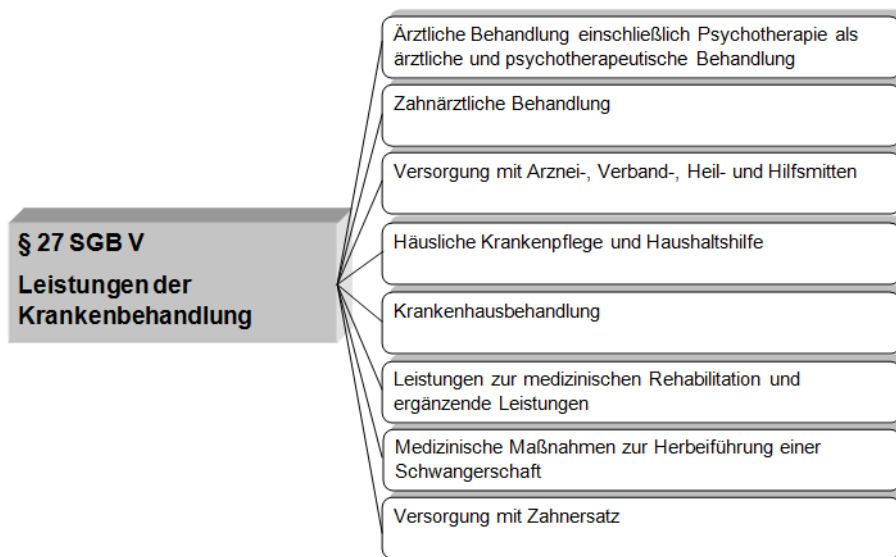 § 27 SGB V
Leistungen der
Krankenbehandlung
Ärztliche Behandlung einschließlich Psychotherapie als
ärztliche und psychotherapeutische Behandlung
Zahnärztliche Behandlung
Versorgung mit Arznei-, Verband-, Heil- und Hilfsmitten
Häusliche Krankenpflege und Haushaltshilfe
Krankenhausbehandlung
Leistungen zur medizinischen Rehabilitation und
ergänzende Leistungen
Medizinische Maßnahmen zur Herbeiführung einer
Schwangerschaft
Versorgung mit Zahnersatz